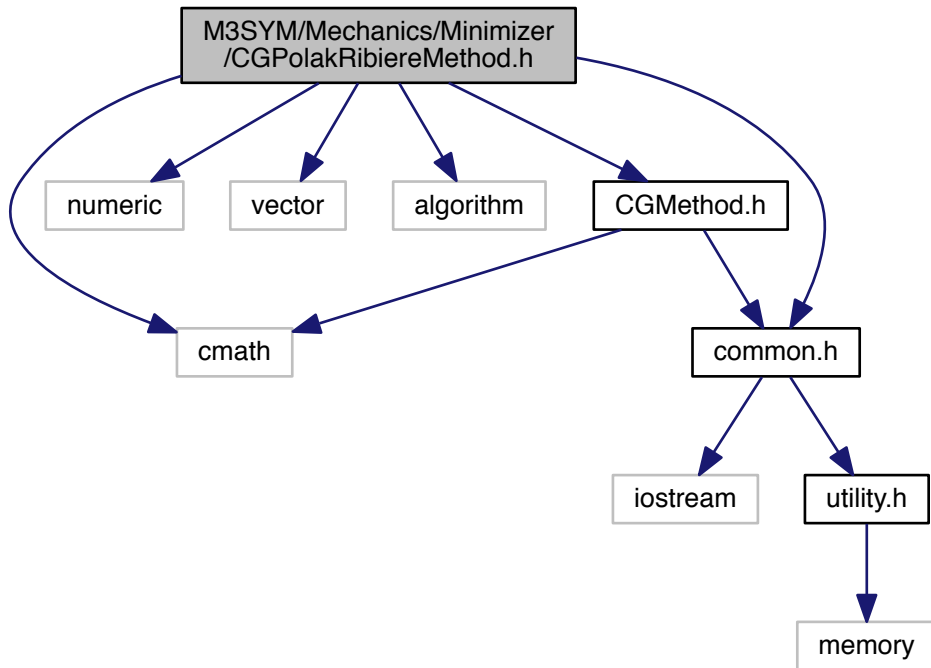 M3SYM/Mechanics/Minimizer
/CGPolakRibiereMethod.h
numeric
vector
algorithm
CGMethod.h
cmath
common.h
iostream
utility.h
memory